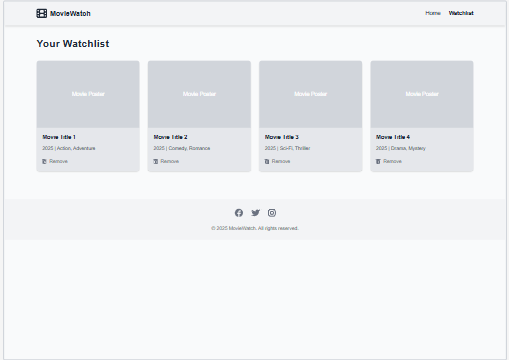 MovieWatch
Home Watchlist
Your Watchlist
Movie Poster Movie Poster Movie Poster Movie Poster
Movie Title 1 Movie Title 2 Movie Title 3 Movie Title 4
2025 | Action, Adventure 2025 | Comedy, Romance 2025 | Sci-Fi, Thriller 2025 | Drama, Mystery
Remove Remove Remove Remove
© 2025 MovieWatch. All rights reserved.